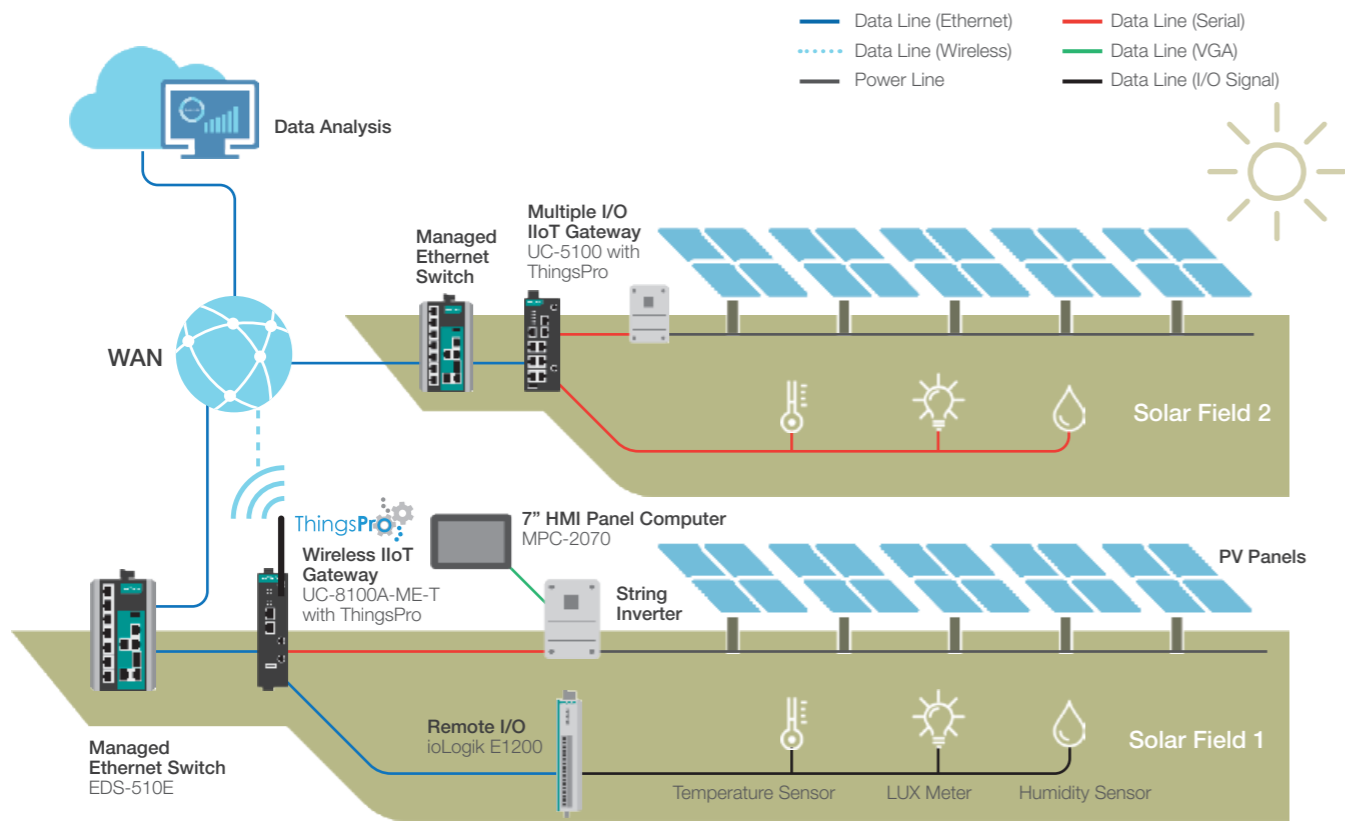 Data Line (Ethernet)
Data Line (Wireless)
Power Line
Data Line (Serial)
Data Line (VGA)
Data Line (I/O Signal)
Data Analysis
WAN
Managed
Ethernet
Switch
Multiple I/O
IIoT Gateway
UC-5100 with
ThingsPro
Solar Field 2
ThingsPro
Wireless IIoT
Gateway
UC-8100A-ME-T
with ThingsPro
7” HMI Panel Computer
MPC-2070
String
Inverter
PV Panels
Managed
Ethernet Switch
EDS-510E
Remote I/O
ioLogik E1200
Solar Field 1
Temperature Sensor
LUX Meter
Humidity Sensor